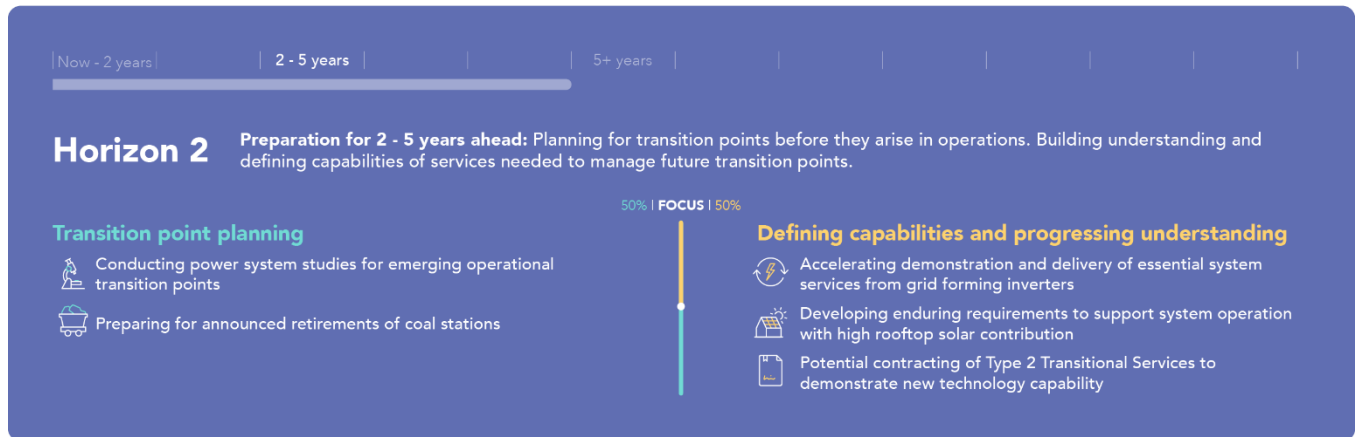 Now - 2 years
2 - 5 years
5+ years
Horizon 2
Preparation for 2 - 5 years ahead: Planning for transition points before they arise in operations. Building understanding and
defining capabilities of services needed to manage future transition points.
50% | FOCUS | 50%
Transition point planning
Conducting power system studies for emerging operational
transition points
Preparing for announced retirements of coal stations
Defining capabilities and progressing understanding
Accelerating demonstration and delivery of essential system
services from grid forming inverters
Developing enduring requirements to support system operation
with high rooftop solar contribution
Potential contracting of Type 2 Transitional Services to
demonstrate new technology capability